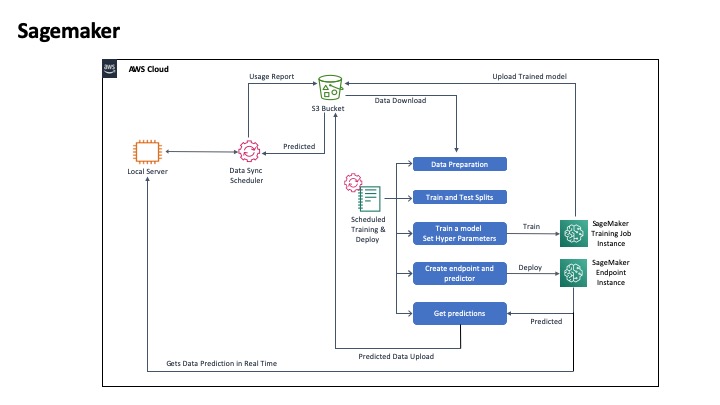 Sagemaker
aws
AWS Cloud
Usage Report
Upload Trained model
S3 Bucket
Data Download
Predicted
Local Server
Data Sync
Scheduler
Data Preparation
Train and Test Splits
Scheduled
Training &
Deploy
Train a model
Set Hyper Parameters
Train
SageMaker
Training Job
Instance
Create endpoint and
predictor
Deploy
SageMaker
Endpoint
Instance
Get predictions
Predicted
Predicted Data Upload
Gets Data Prediction in Real Time